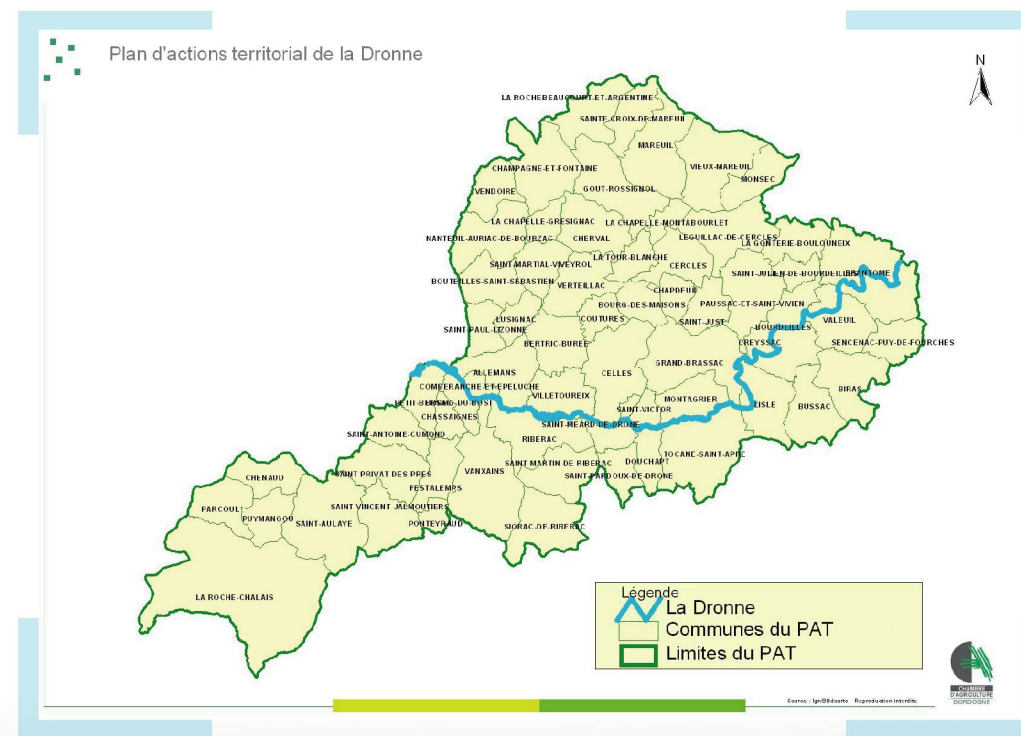 Plan d'actions territorial de la Dronne
N
LA ROCHEBEAUCOURT-ET-ARGENTINE
SAINTE-CROIX-DE-MAREUIL
MAREUIL
VIEUX-MAREUIL
MONSEC
CHAMPAGNE-ET-FONTAINE
GOUT-ROSSIGNOL
VENDOIRE
LA CHAPELLE-GRESIGNAC
LA CHAPELLE-MONTABOURLET
NANTEUIL-AURIAC-DE-BOURZAC
CHERVAL
LEGUILLAC-DE-CERCLES
LA GONTERIE-BOULOUNEIX
LA TOUR-BLANCHE
SAINT-MARTIAL-VIVEYROL
CERCLES
SAINT-JULIEN-DE-BOURDEILLES
BRANTOME
BOUTEILLES-SAINT-SÉBASTIEN
VERTEILLAC
CHAPDEUIL
BOURG-DES-MAISONS
PAUSSAC-ET-SAINT-VIVIEN
LUSIGNAC
COUTURES
SAINT-JUST
VALEUIL
SAINT-PAUL-LIZONNE
BOURDEILLES
BERTRIC-BUREE
CREYSSAC
SENCENAC-PUY-DE-FOURCHES
GRAND-BRASSAC
ALLEMANS
CELLES
COMBERANCHE-ET-EPELUCHE
BIRAS
VILLETOUREIX
MONTAGRIER
LISLE
BUSSAC
SAINT-VICTOR
CHASSAIGNES
SAINT-MEARD-DE-DRONE
SAINT-ANTOINE-CUMOND
RIBERAC
TOCANE-SAINT-APRE
SAINT MARTIN DE RIBERAC
DOUCHAPT
SAINT PRIVAT DES PRES
VANXAINS
SAINT-PARDOUX-DE-DRONE
CHENAUD
FESTALEMPS
PARCOUL
SAINT VINCENT JALMOUTIERS
PUYMANGOU
SAINT-AULAYE
PONTEYRAUD
SIORAC-DE-RIBERAC
LA ROCHE-CHALAIS
Légende
La Dronne
Communes du PAT
Limites du PAT
CHAMBRE
D'AGRICULTURE
DORDOGNE
Reproduction interdite